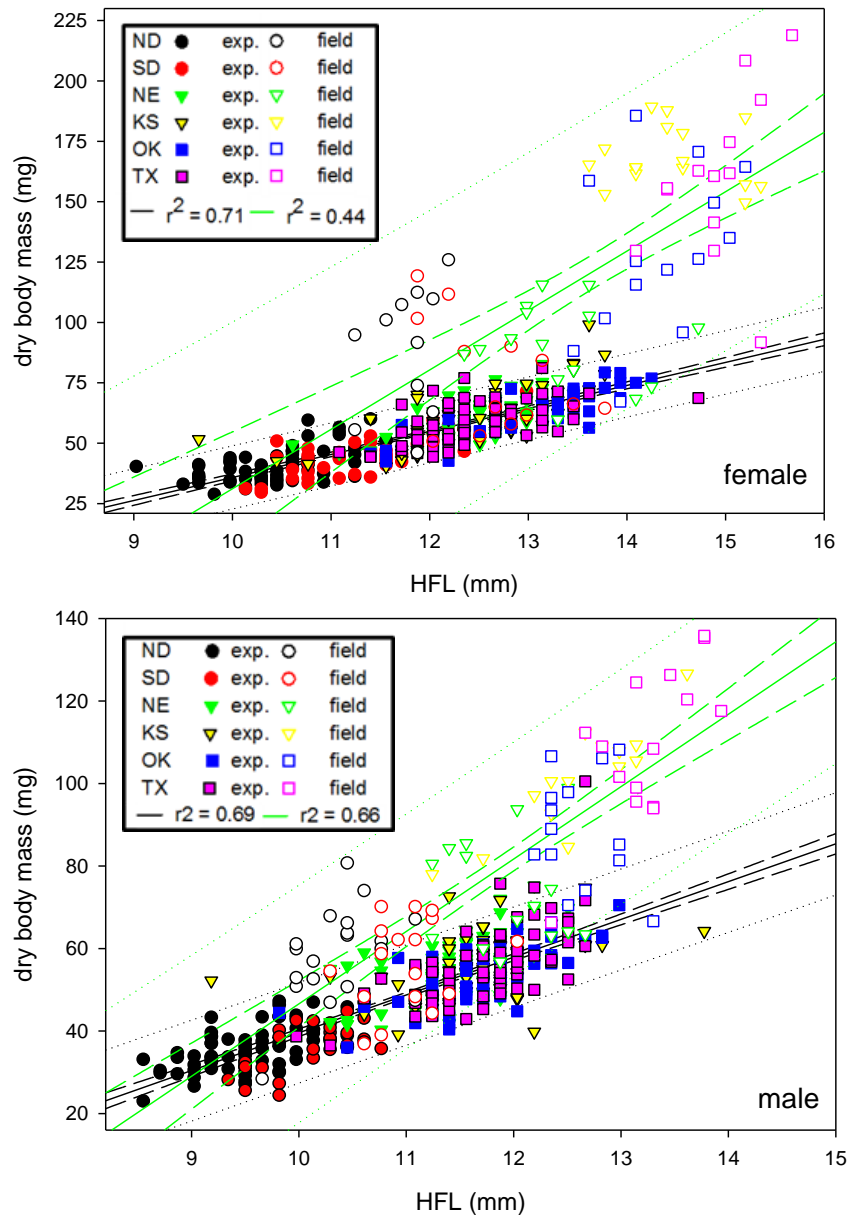 225
200
175
150
125
100
75
50
25
dry body mass (mg)
ND exp. field
SD exp. field
NE exp. field
KS exp. field
OK exp. field
TX exp. field
r2 = 0.71 r2 = 0.44
female
9 10 11 12 13 14 15 16
HFL (mm)
140
120
100
80
60
40
20
dry body mass (mg)
ND exp. field
SD exp. field
NE exp. field
KS exp. field
OK exp. field
TX exp. field
r2 = 0.69 r2 = 0.66
male
9 10 11 12 13 14 15
HFL (mm)